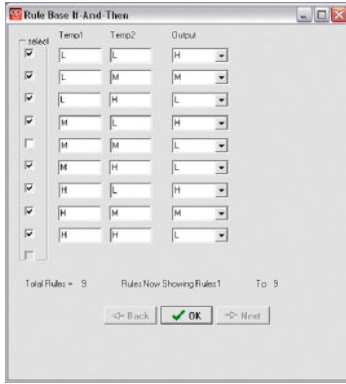 Rule Base If-And-Then
select Temp1 Temp2 Output
L L H
L M M
L H H
M L H
M M L
M H L
H L H
H M M
H H L
Total Rules = 9 Rules Now Showing Rules 1 To 9
<- Back OK -> Next